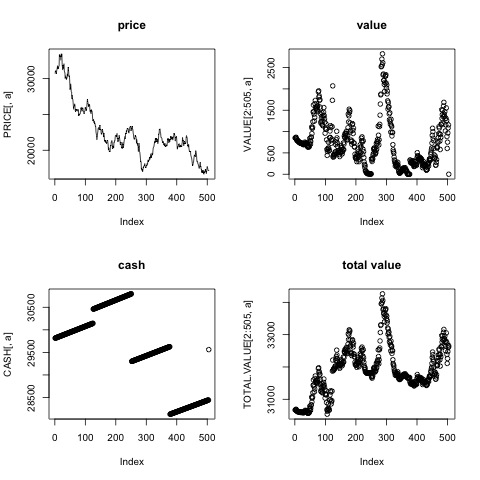 price
PRICE[, a]
30000
20000
0 100 200 300 400 500
Index
value
VALUE[2:505, a]
2500
1500
500
0
0 100 200 300 400 500
Index
cash
CASH[, a]
30500
29500
28500
0 100 200 300 400 500
Index
total value
TOTAL.VALUE[2:505, a]
33000
31000
0 100 200 300 400 500
Index